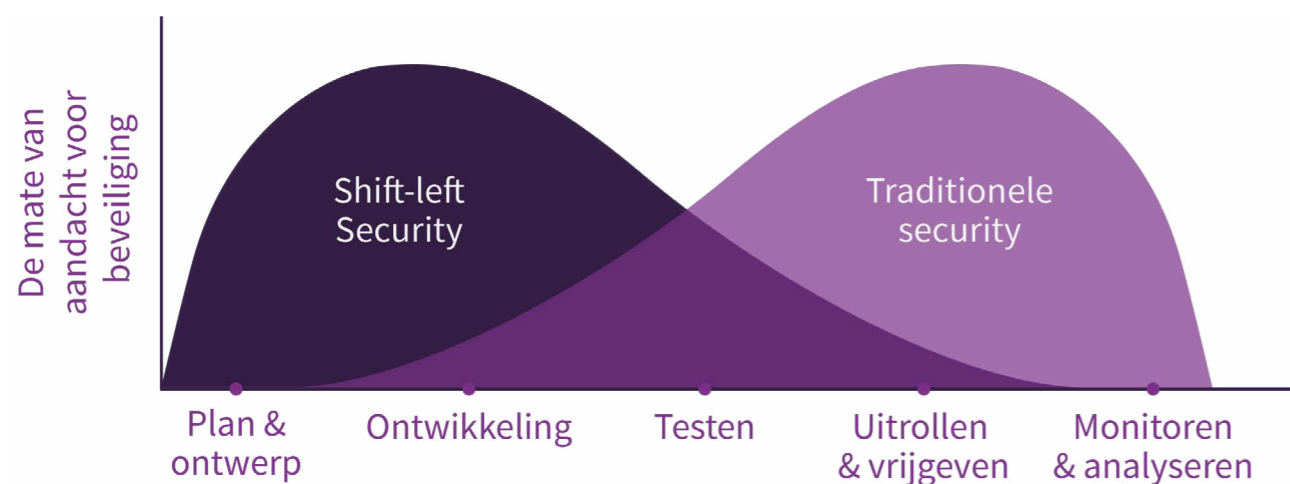 De mate van
aandacht voor
beveiliging
Shift-left
Security
Traditionele
security
Plan &
ontwerp
Ontwikkeling
Testen
Uitrollen
& vrijgeven
Monitoren
& analyseren